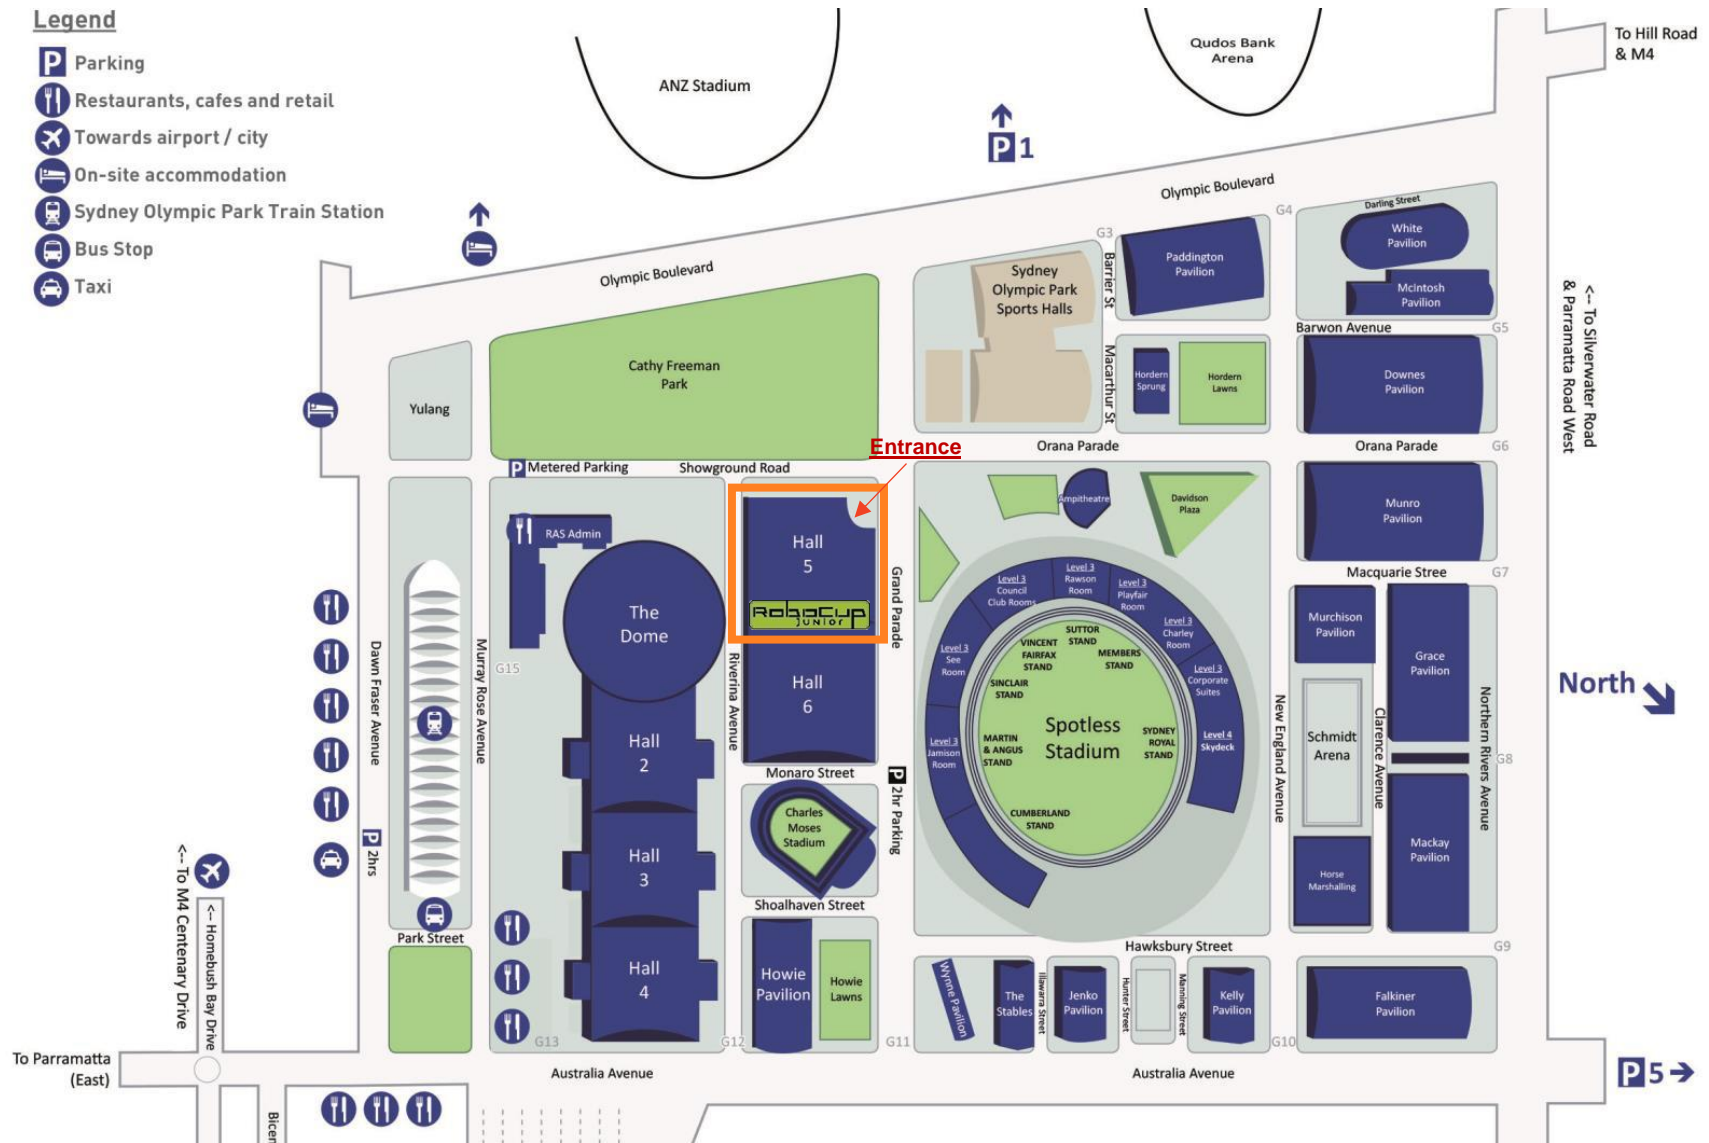 Legend
P Parking
Restaurants, cafes and retail
Towards airport / city
On-site accommodation
Sydney Olympic Park Train Station
Bus Stop
Taxi
ANZ Stadium
Qudos Bank
Arena
To Hill Road
& M4
P 1
Olympic Boulevard
Olympic Boulevard
G4
G3
Darling Street
White
Pavilion
McIntosh
Pavilion
Paddington
Pavilion
Barrier St
Sydney
Olympic Park
Sports Halls
Barwon Avenue
G5
<-- To Silverwater Road
& Parramatta Road West
Cathy Freeman
Park
Yulang
Macarthur St
Hordern
Sprung
Hordern
Lawns
Downes
Pavilion
Entrance
Orana Parade
Orana Parade
G6
P Metered Parking
Showground Road
Ampitheatre
Davidson
Plaza
Munro
Pavilion
RAS Admin
Hall
5
RoboCup
JUNIOR
Grand Parade
Macquarie Stree
G7
The
Dome
Level 3
Council
Club Rooms
Level 3
Rawson
Room
Level 3
Playfair
Room
Level 3
Charley
Room
Level 3
See
Room
Level 3
Corporate
Suites
Level 3
Jamison
Room
Level 4
Skydeck
VINCENT
FAIRFAX
STAND
SUTTOR
STAND
MEMBERS
STAND
SINCLAIR
STAND
MARTIN
& ANGUS
STAND
SYDNEY
ROYAL
STAND
CUMBERLAND
STAND
Spotless
Stadium
Murchison
Pavilion
Grace
Pavilion
Schmidt
Arena
Clarence Avenue
Northern Rivers Avenue
New England Avenue
North
G8
Mackay
Pavilion
Horse
Marshalling
Dawn Fraser Avenue
Murray Rose Avenue
G15
Riverina Avenue
Hall
6
Hall
2
Monaro Street
P 2hr Parking
Charles
Moses
Stadium
P 2hrs
Hall
3
Shoalhaven Street
<-- To M4 Centenary Drive
<-- Homebush Bay Drive
Park Street
Hall
4
Howie
Pavilion
Howie
Lawns
Hawksbury Street
G9
Wynne Pavilion
The
Stables
Illawarra Street
Jenko
Pavilion
Hunter Street
Manning Street
Kelly
Pavilion
Falkiner
Pavilion
G13
G12
G11
G10
To Parramatta
(East)
Australia Avenue
Australia Avenue
P 5
Bicen